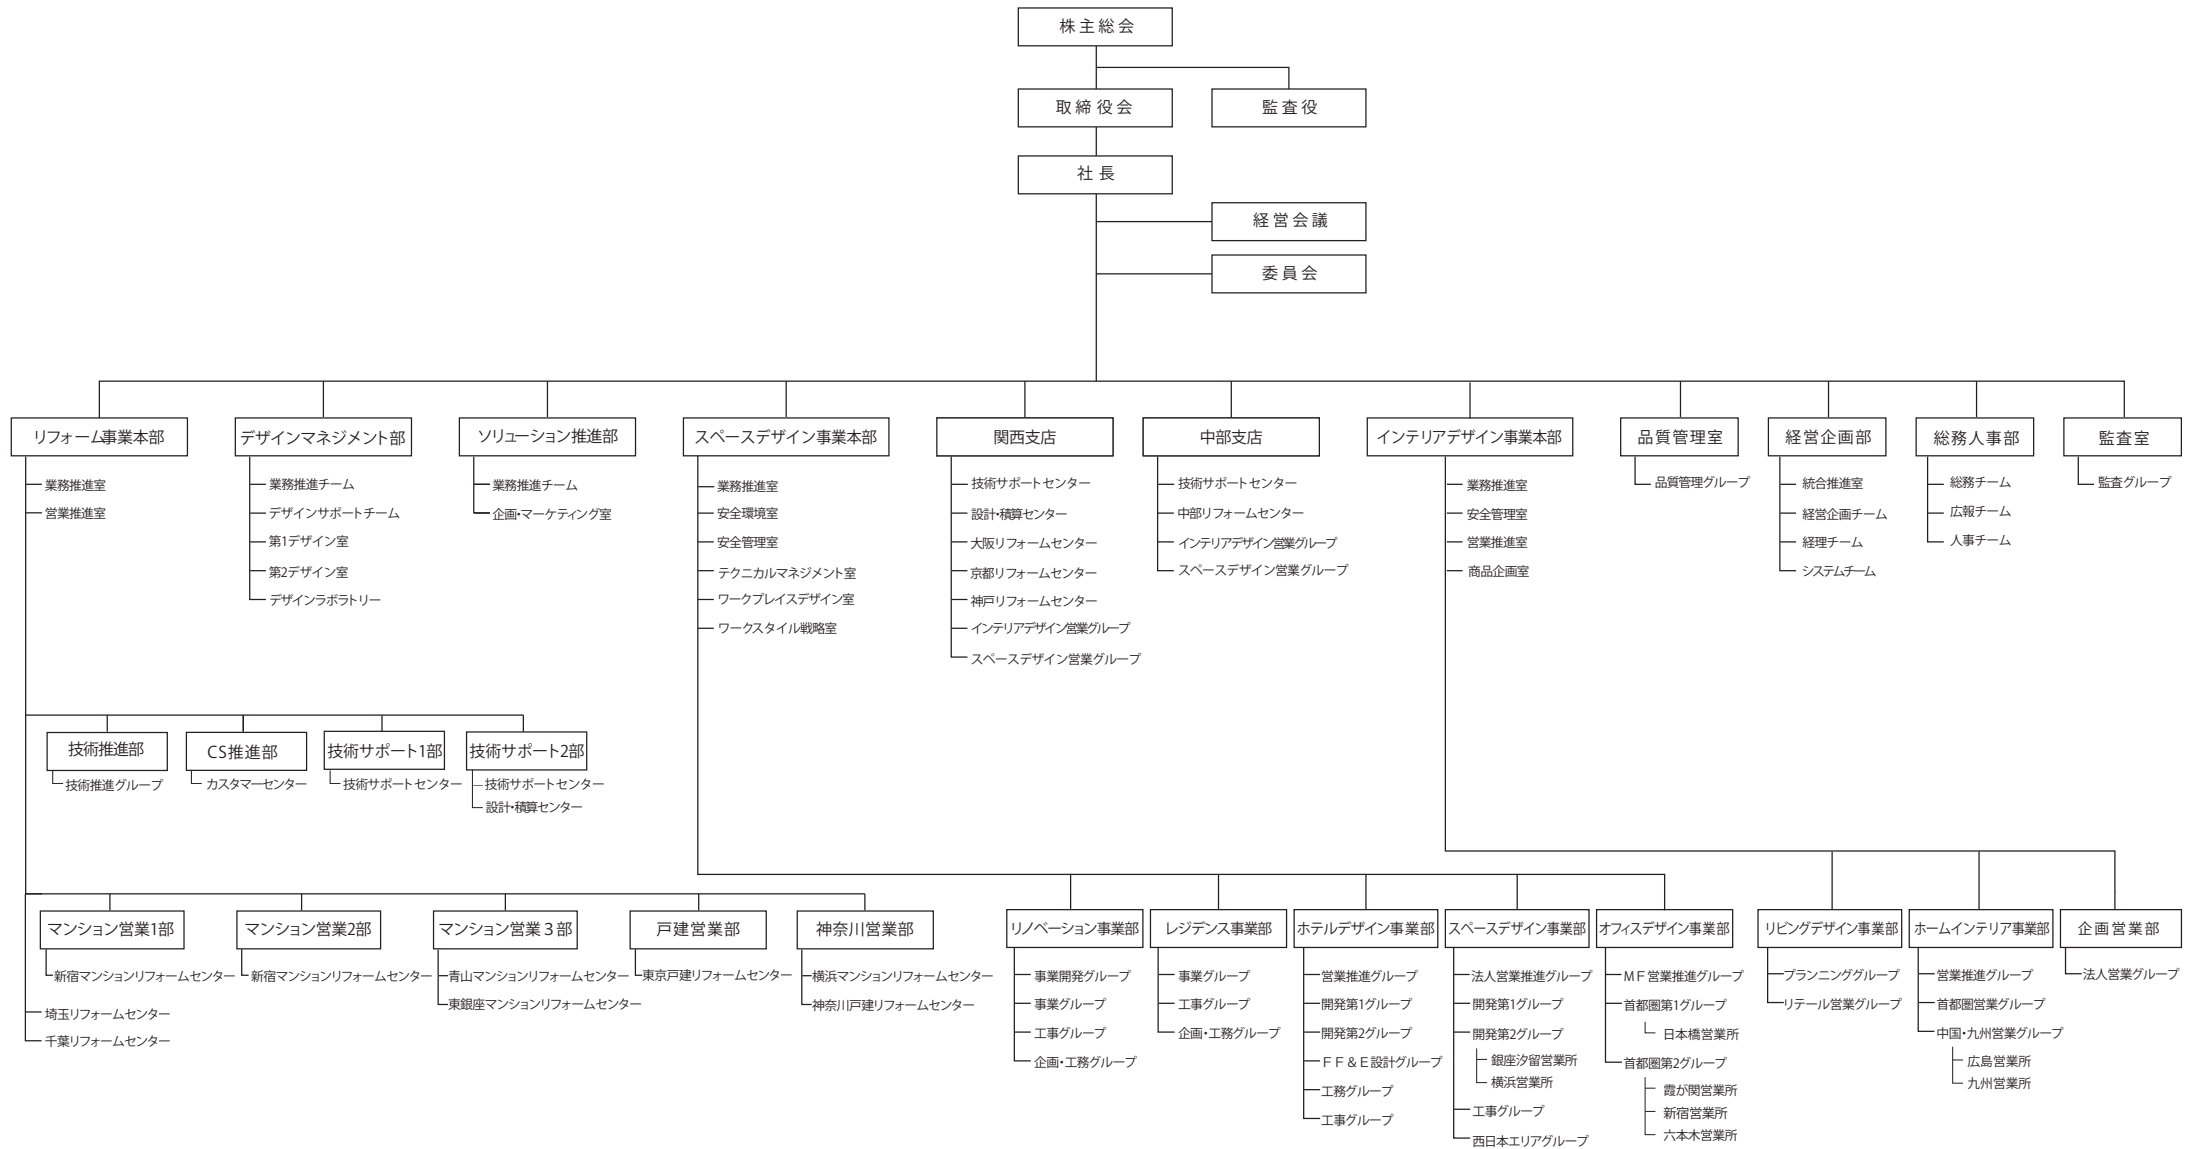 株主総会
取締役会
監査役
社長
経営会議
委員会
リフォーム事業本部
業務推進室
営業推進室
デザインマネジメント部
業務推進チーム
デザインサポートチーム
第1デザイン室
第2デザイン室
デザインラボラトリー
ソリューション推進部
業務推進チーム
企画・マーケティング室
スペースデザイン事業本部
業務推進室
安全環境室
安全管理室
テクニカルマネジメント室
ワークプレイスデザイン室
ワークスタイル戦略室
関西支店
技術サポートセンター
設計・積算センター
大阪リフォームセンター
京都リフォームセンター
神戸リフォームセンター
インテリアデザイン営業グループ
スペースデザイン営業グループ
中部支店
技術サポートセンター
中部リフォームセンター
インテリアデザイン営業グループ
スペースデザイン営業グループ
インテリアデザイン事業本部
業務推進室
安全管理室
営業推進室
商品企画室
品質管理室
品質管理グループ
経営企画部
統合推進室
経営企画チーム
経理チーム
システムチーム
総務人事部
総務チーム
広報チーム
人事チーム
監査室
監査グループ
技術推進部
技術推進グループ
CS推進部
カスタマーセンター
技術サポート1部
技術サポートセンター
技術サポート2部
技術サポートセンター
設計・積算センター
マンション営業1部
新宿マンションリフォームセンター
マンション営業2部
新宿マンションリフォームセンター
マンション営業３部
青山マンションリフォームセンター
東銀座マンションリフォームセンター
戸建営業部
東京戸建リフォームセンター
神奈川営業部
横浜マンションリフォームセンター
神奈川戸建リフォームセンター
埼玉リフォームセンター
千葉リフォームセンター
リノベーション事業部
事業開発グループ
事業グループ
工事グループ
企画・工務グループ
レジデンス事業部
事業グループ
工事グループ
企画・工務グループ
ホテルデザイン事業部
営業推進グループ
開発第1グループ
開発第2グループ
ＦＦ＆Ｅ設計グループ
工務グループ
工事グループ
スペースデザイン事業部
法人営業推進グループ
開発第1グループ
開発第2グループ
銀座汐留営業所
横浜営業所
工事グループ
西日本エリアグループ
オフィスデザイン事業部
ＭＦ営業推進グループ
首都圏第1グループ
日本橋営業所
首都圏第2グループ
霞が関営業所
新宿営業所
六本木営業所
リビングデザイン事業部
プランニンググループ
リテール営業グループ
ホームインテリア事業部
営業推進グループ
首都圏営業グループ
中国・九州営業グループ
広島営業所
九州営業所
企画営業部
法人営業グループ